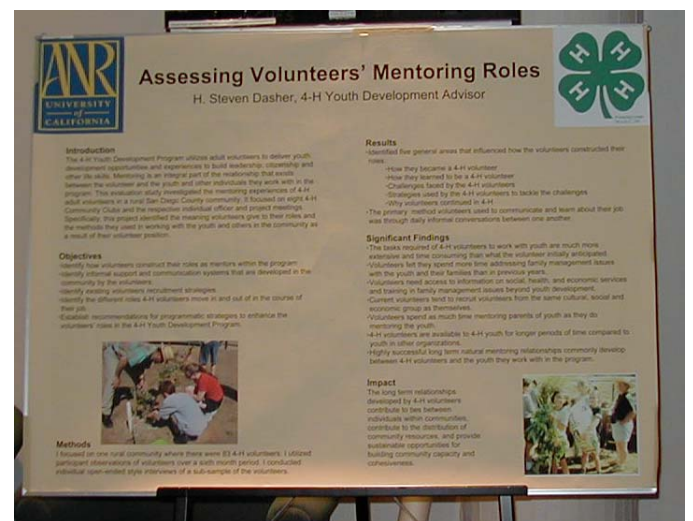 ANR
UNIVERSITY
of
CALIFORNIA
Assessing Volunteers' Mentoring Roles
H. Steven Dasher, 4-H Youth Development Advisor
H H H H
Introduction
The 4-H Youth Development Program utilizes adult volunteers to deliver youth
development opportunities and experiences to build leadership, citizenship and
other life skills. Mentoring is an integral part of the relationship that exists
between the volunteer and the youth and other individuals they work with in the
program. This evaluation study investigated the mentoring experiences of 4-H
adult volunteers in a rural San Diego County community. It focused on eight 4-H
Community Clubs and the respective individual officer and project meetings.
Specifically, this project identified the meaning volunteers give to their roles and
the methods they used in working with the youth and others in the community as
a result of their volunteer position.
Objectives
•Identify how volunteers construct their roles as mentors within the program.
•Identify informal support and communication systems that are developed in the
community by the volunteers.
•Identify existing volunteers recruitment strategies.
•Identify the different roles 4-H volunteers move in and out of in the course of
their job.
•Establish recommendations for programmatic strategies to enhance the
volunteers' roles in the 4-H Youth Development Program.
Methods
I focused on one rural community where there were 83 4-H volunteers. I utilized
participant observations of volunteers over a sixth month period. I conducted
individual open-ended style interviews of a sub-sample of the volunteers.
Results
•Identified five general areas that influenced how the volunteers constructed their
roles:
•How they became a 4-H volunteer
•How they learned to be a 4-H volunteer
•Challenges faced by the 4-H volunteers
•Strategies used by the 4-H volunteers to tackle the challenges
•Why volunteers continued in 4-H
•The primary method volunteers used to communicate and learn about their job
was through daily informal conversations between one another.
Significant Findings
•The tasks required of 4-H volunteers to work with youth are much more
extensive and time consuming than what the volunteer initially anticipated.
•Volunteers felt they spend more time addressing family management issues
with the youth and their families than in previous years.
•Volunteers need access to information on social, health, and economic services
and training in family management issues beyond youth development.
•Current volunteers tend to recruit volunteers from the same cultural, social and
economic group as themselves.
•Volunteers spend as much time mentoring parents of youth as they do
mentoring the youth.
•4-H volunteers are available to 4-H youth for longer periods of time compared to
youth in other organizations.
•Highly successful long term natural mentoring relationships commonly develop
between 4-H volunteers and the youth they work with in the program.
Impact
The long term relationships
developed by 4-H volunteers
contribute to ties between
individuals within communities,
contribute to the distribution of
community resources, and provide
sustainable opportunities for
building community capacity and
cohesiveness.